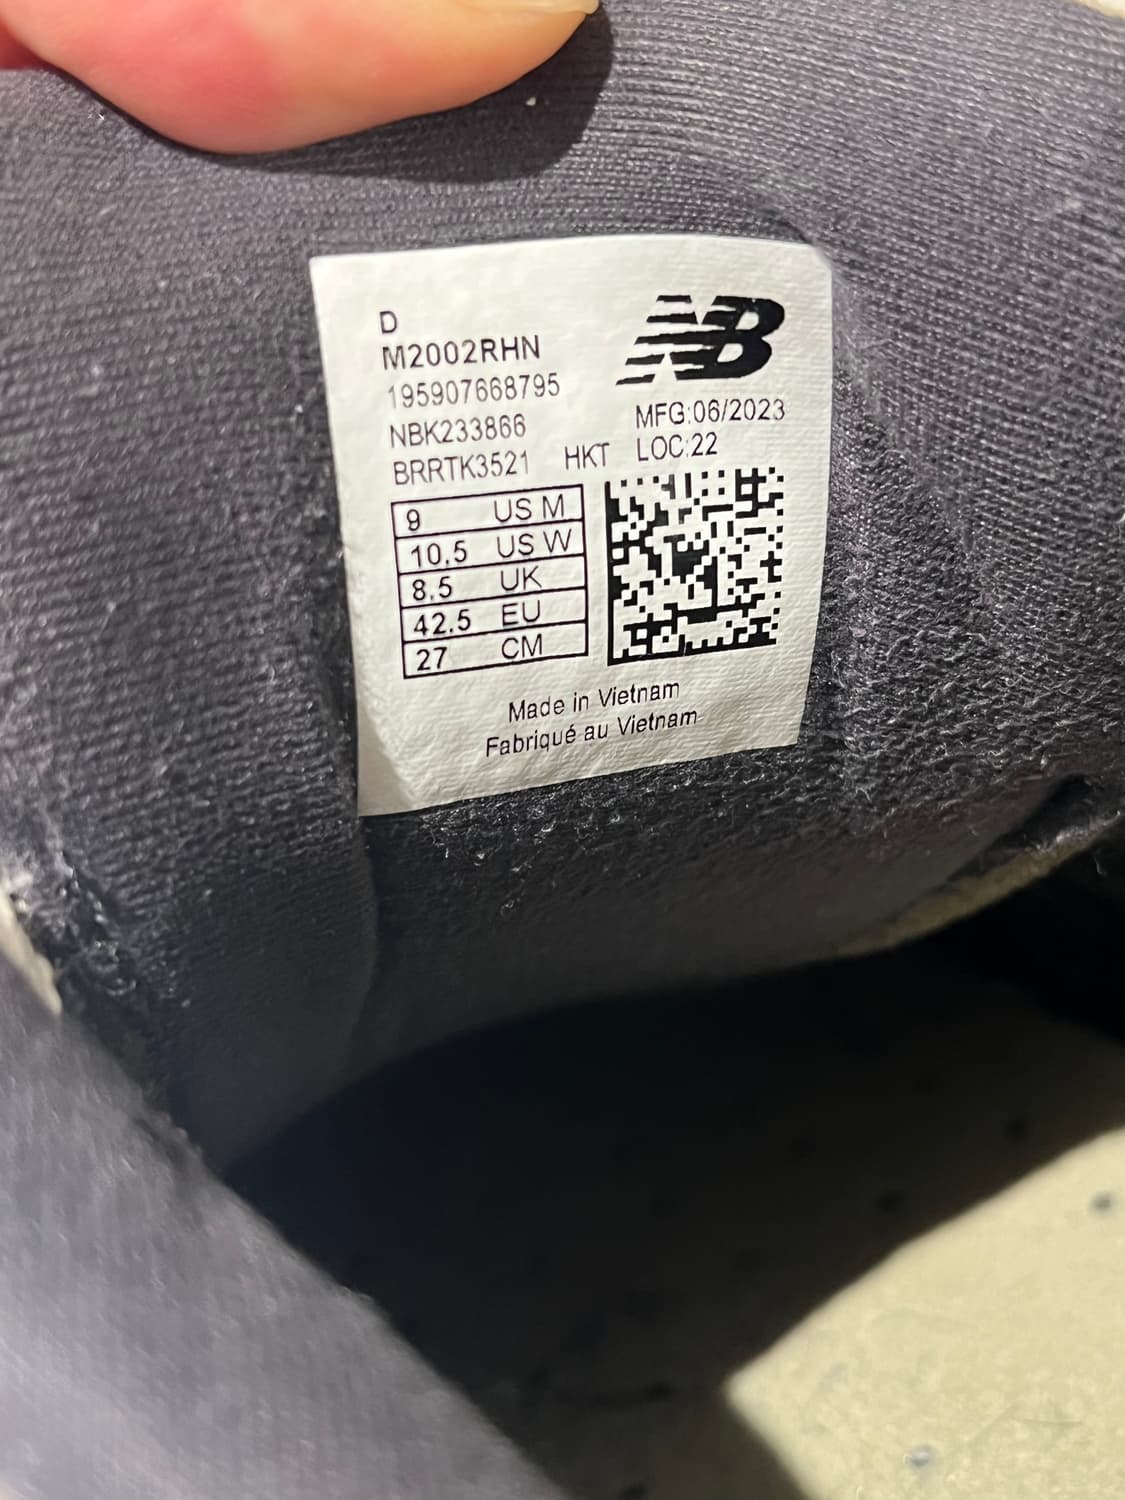 D
M2002RHN
195907668795
NBK233866
BRRTK3521 HKT
NB
MFG:06/2023
LOC:22
9 US M
10.5 US W
8.5 UK
42.5 EU
27 CM
Made in Vietnam
Fabriqué au Vietnam